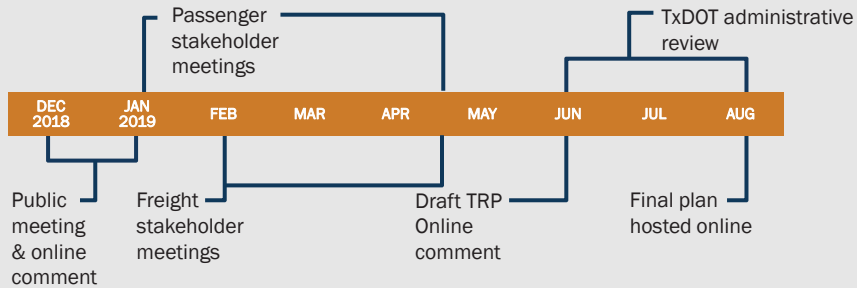 Passenger
stakeholder
meetings
TxDOT administrative
review
DEC
2018
JAN
2019
FEB
MAR
APR
MAY
JUN
JUL
AUG
Public
meeting
& online
comment
Freight
stakeholder
meetings
Draft TRP
Online
comment
Final plan
hosted online